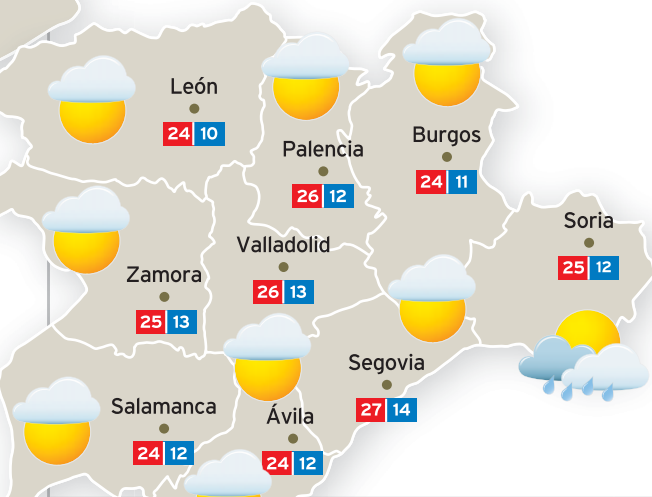 León
24 10
Palencia
26 12
Burgos
24 11
Soria
25 12
Valladolid
26 13
Zamora
25 13
Segovia
27 14
Salamanca
24 12
Ávila
24 12